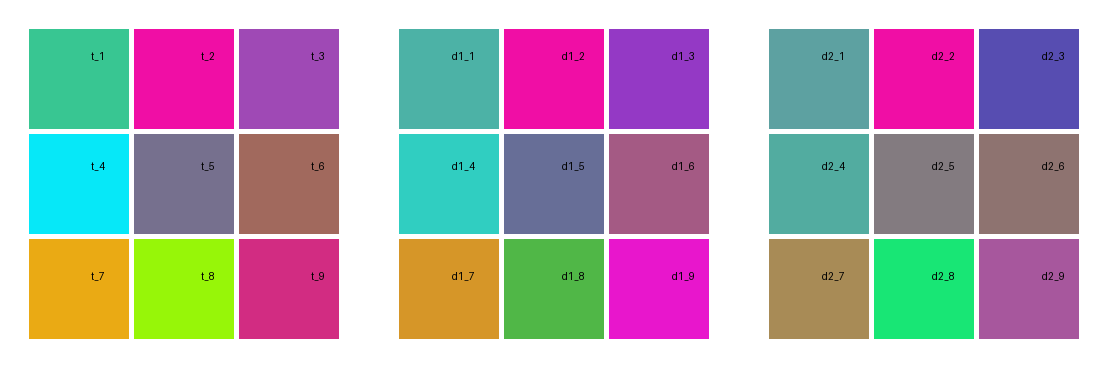 t_1 t_2 t_3 d1_1 d1_2 d1_3 d2_1 d2_2 d2_3
t_4 t_5 t_6 d1_4 d1_5 d1_6 d2_4 d2_5 d2_6
t_7 t_8 t_9 d1_7 d1_8 d1_9 d2_7 d2_8 d2_9